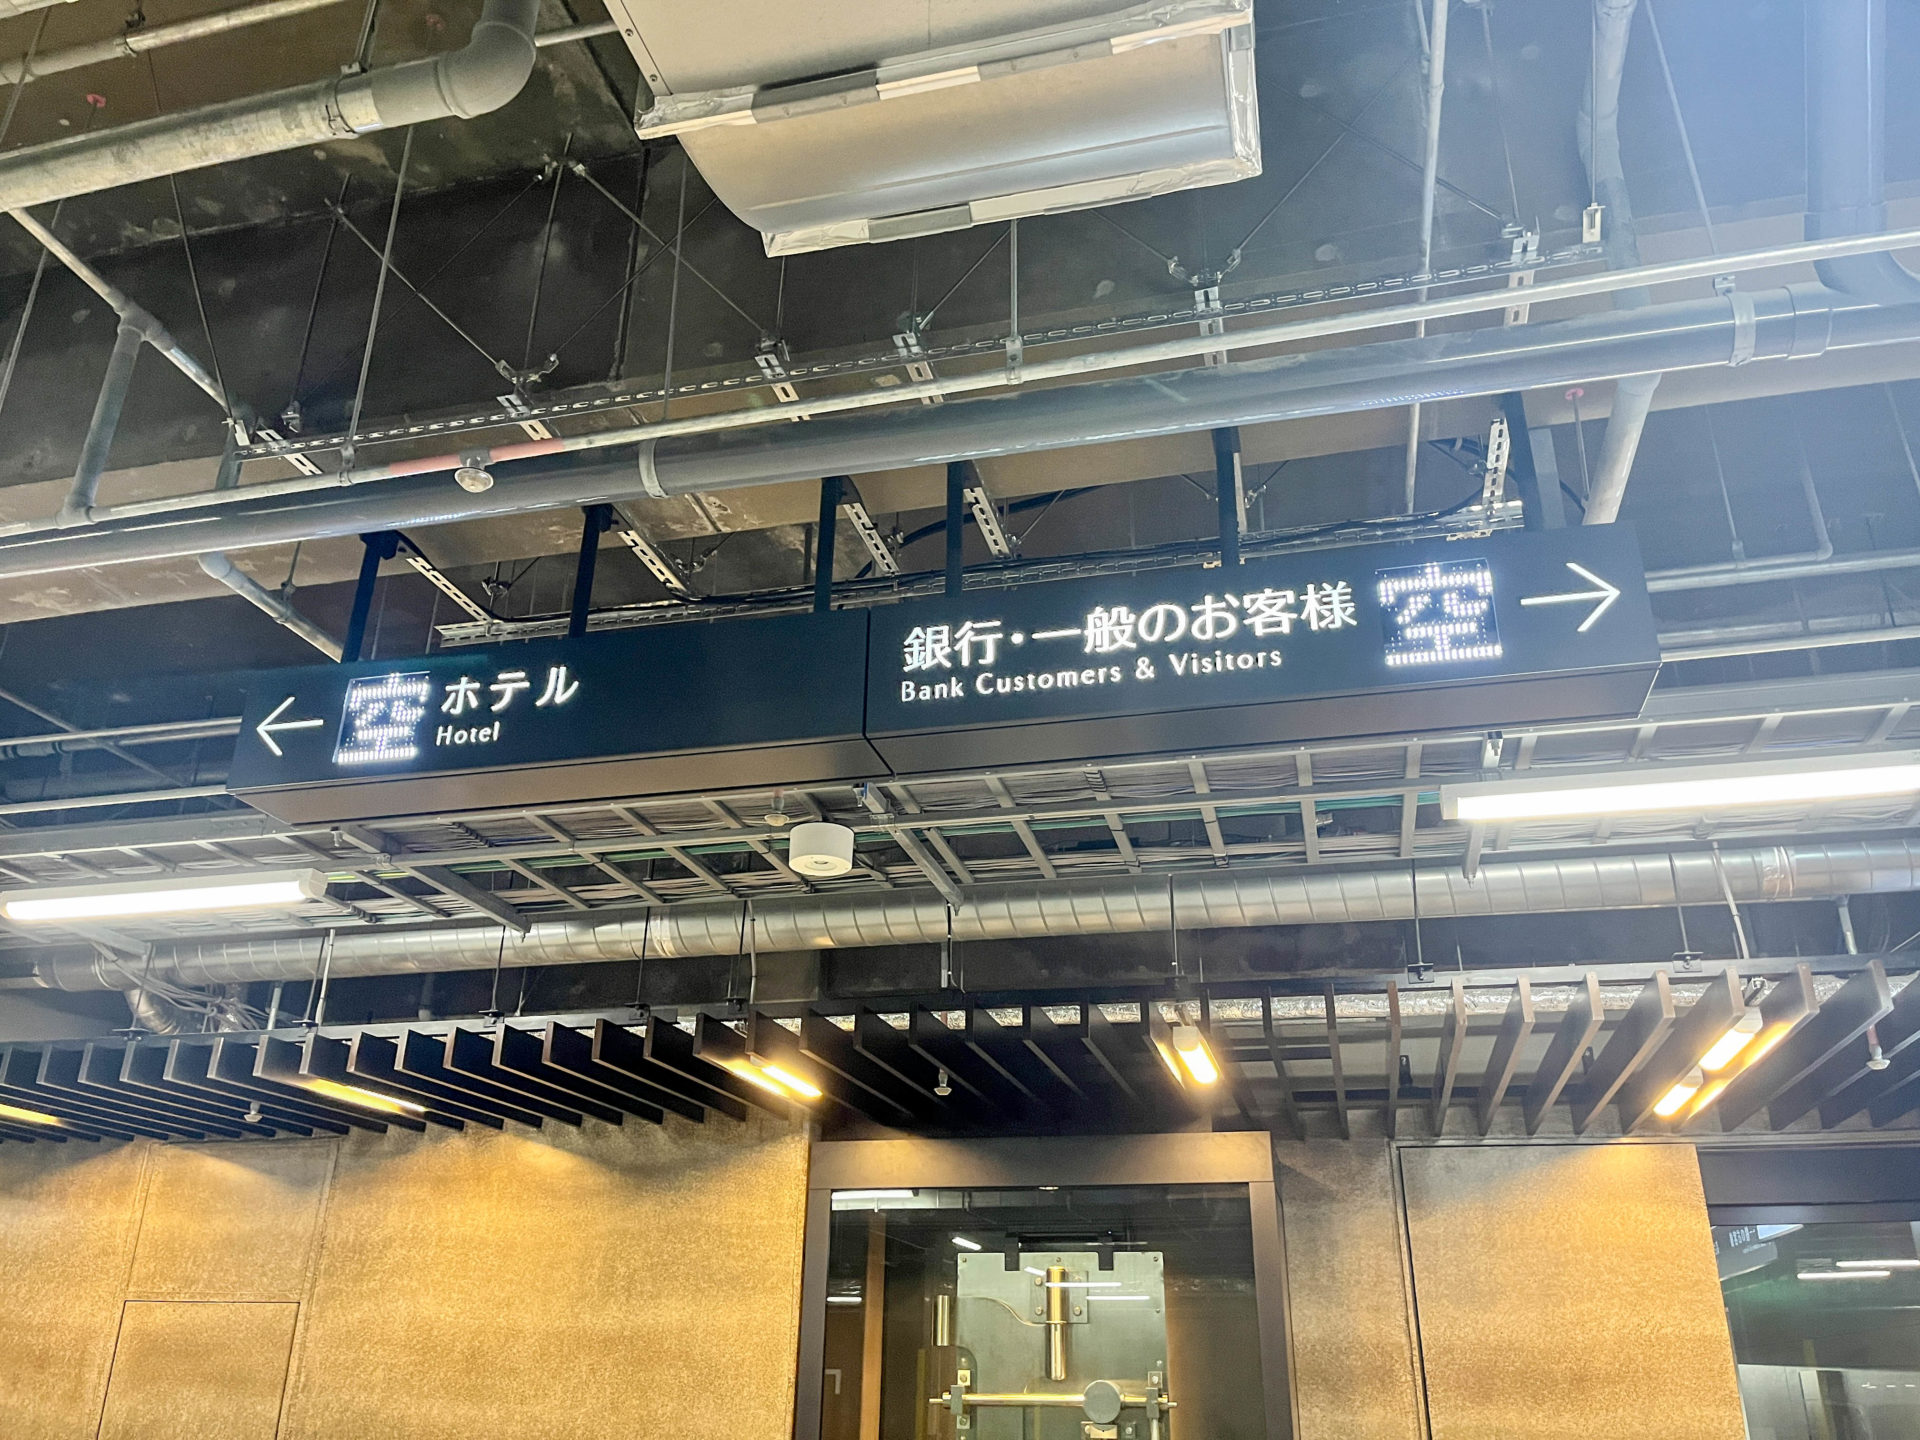 ← 空 ホテル
Hotel
銀行・一般のお客様 空 →
Bank Customers & Visitors